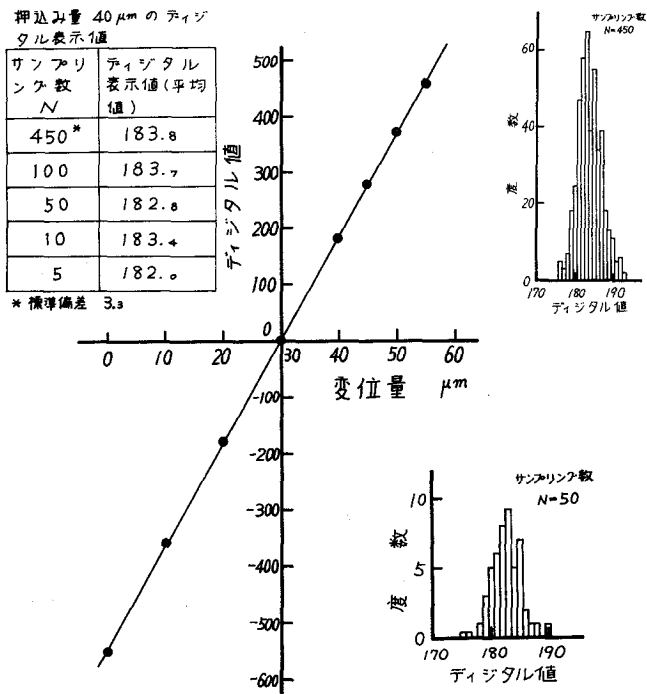 押込み量 40μm の ディジ
タル表示値
サンプリ
ング数
N
ディジタル
表示値(平均
値)
450* 183.8
100 183.7
50 182.8
10 183.4
5 182.0
* 標準偏差 3.3
ディジタル値
500
400
300
200
100
0
-100
-200
-300
-400
-500
-600
0 10 20 30 40 50 60
変位量 μm
サンプリング数
N=450
度数
60
40
20
0
170 180 190
ディジタル値
サンプリング数
N=50
度数
10
5
0
170 180 190
ディジタル値